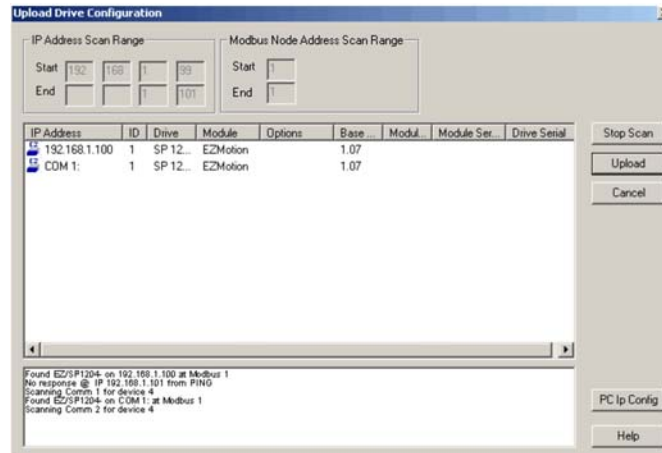 Upload Drive Configuration
IP Address Scan Range
Modbus Node Address Scan Range
Start 192 168 1 99
Start 1
End 1 101
End 1
IP Address ID Drive Module Options Base ... Modul... Module Ser... Drive Serial
192.168.1.100 1 SP 12... EZMotion 1.07
COM 1: 1 SP 12... EZMotion 1.07
Stop Scan
Upload
Cancel
Found EZ/SP1204- on 192.168.1.100 at Modbus 1
No response @ IP 192.168.1.101 from PING
Scanning Comm 1 for device 4
Found EZ/SP1204- on COM 1: at Modbus 1
Scanning Comm 2 for device 4
PC Ip Config
Help